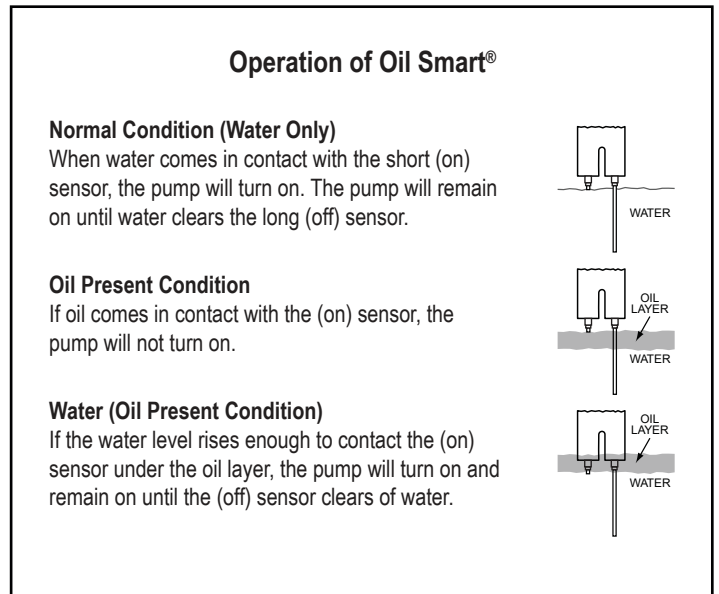 Operation of Oil Smart®
Normal Condition (Water Only)
When water comes in contact with the short (on)
sensor, the pump will turn on. The pump will remain
on until water clears the long (off) sensor.
WATER
Oil Present Condition
If oil comes in contact with the (on) sensor, the
pump will not turn on.
OIL
LAYER
WATER
Water (Oil Present Condition)
If the water level rises enough to contact the (on)
sensor under the oil layer, the pump will turn on and
remain on until the (off) sensor clears of water.
OIL
LAYER
WATER